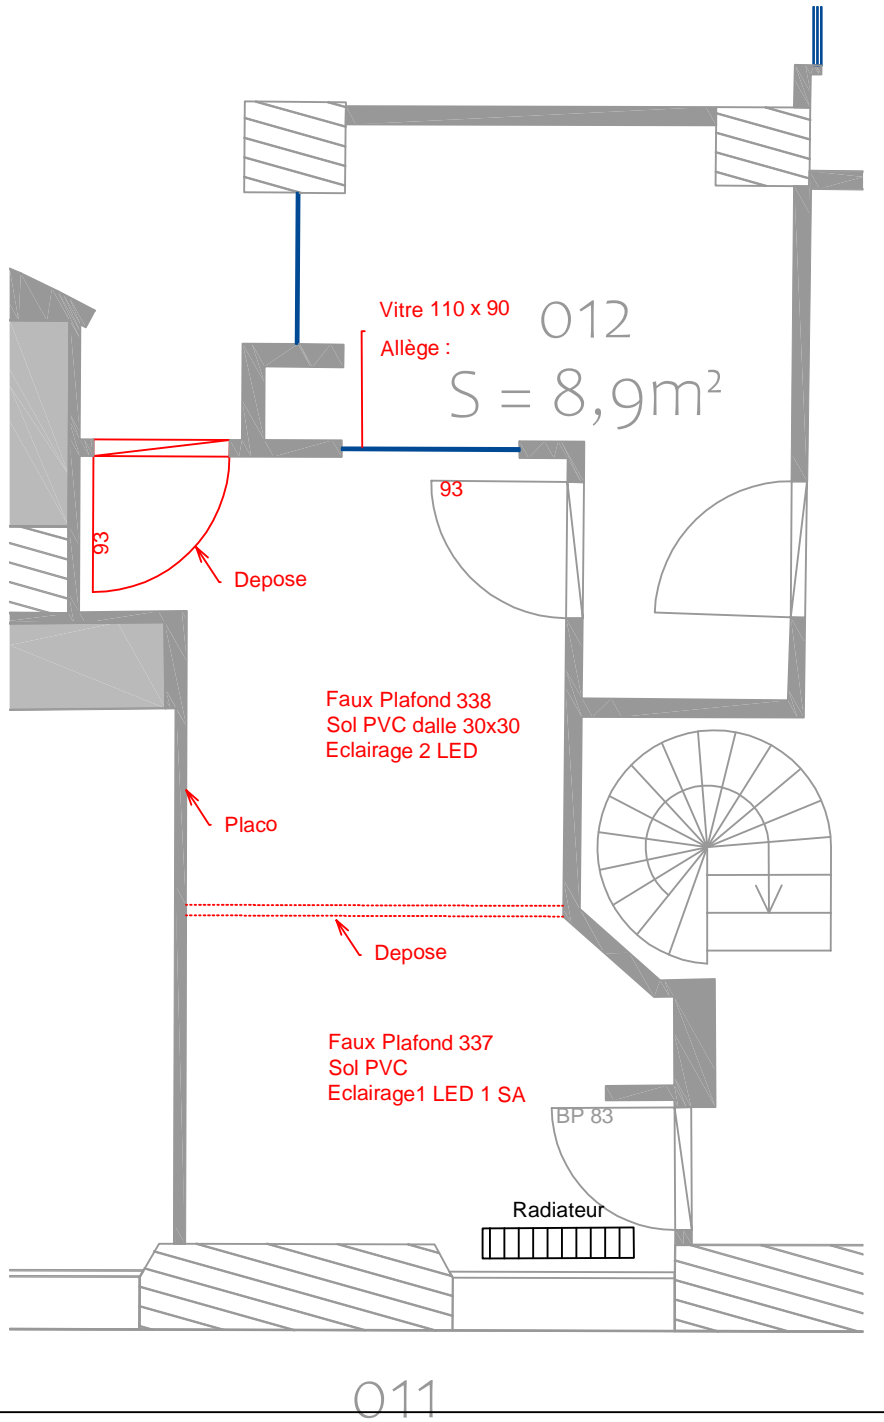 Vitre 110 x 90
Allège :
012
S = 8,9m²
93
93
Depose
Faux Plafond 338
Sol PVC dalle 30x30
Eclairage 2 LED
Placo
Depose
Faux Plafond 337
Sol PVC
Eclairage1 LED 1 SA
BP 83
Radiateur
011